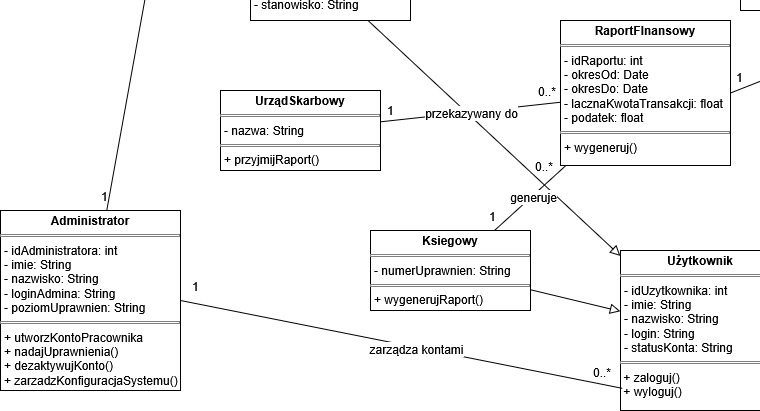 - stanowisko: String
RaportFInansowy
- idRaportu: int
- okresOd: Date
- okresDo: Date
- lacznaKwotaTransakcji: float
- podatek: float
+ wygeneruj()
1
0..*
UrządSkarbowy
- nazwa: String
+ przyjmijRaport()
1
przekazywany do
0..*
generuje
1
1
Administrator
- idAdministratora: int
- imie: String
- nazwisko: String
- loginAdmina: String
- poziomUprawnien: String
+ utworzKontoPracownika
+ nadajUprawnienia()
+ dezaktywujKonto()
+ zarzadzKonfiguracjaSystemu()
1
Ksiegowy
- numerUprawnien: String
+ wygenerujRaport()
Użytkownik
- idUzytkownika: int
- imie: String
- nazwisko: String
- login: String
- statusKonta: String
+ zaloguj()
+ wyloguj()
zarządza kontami
0..*